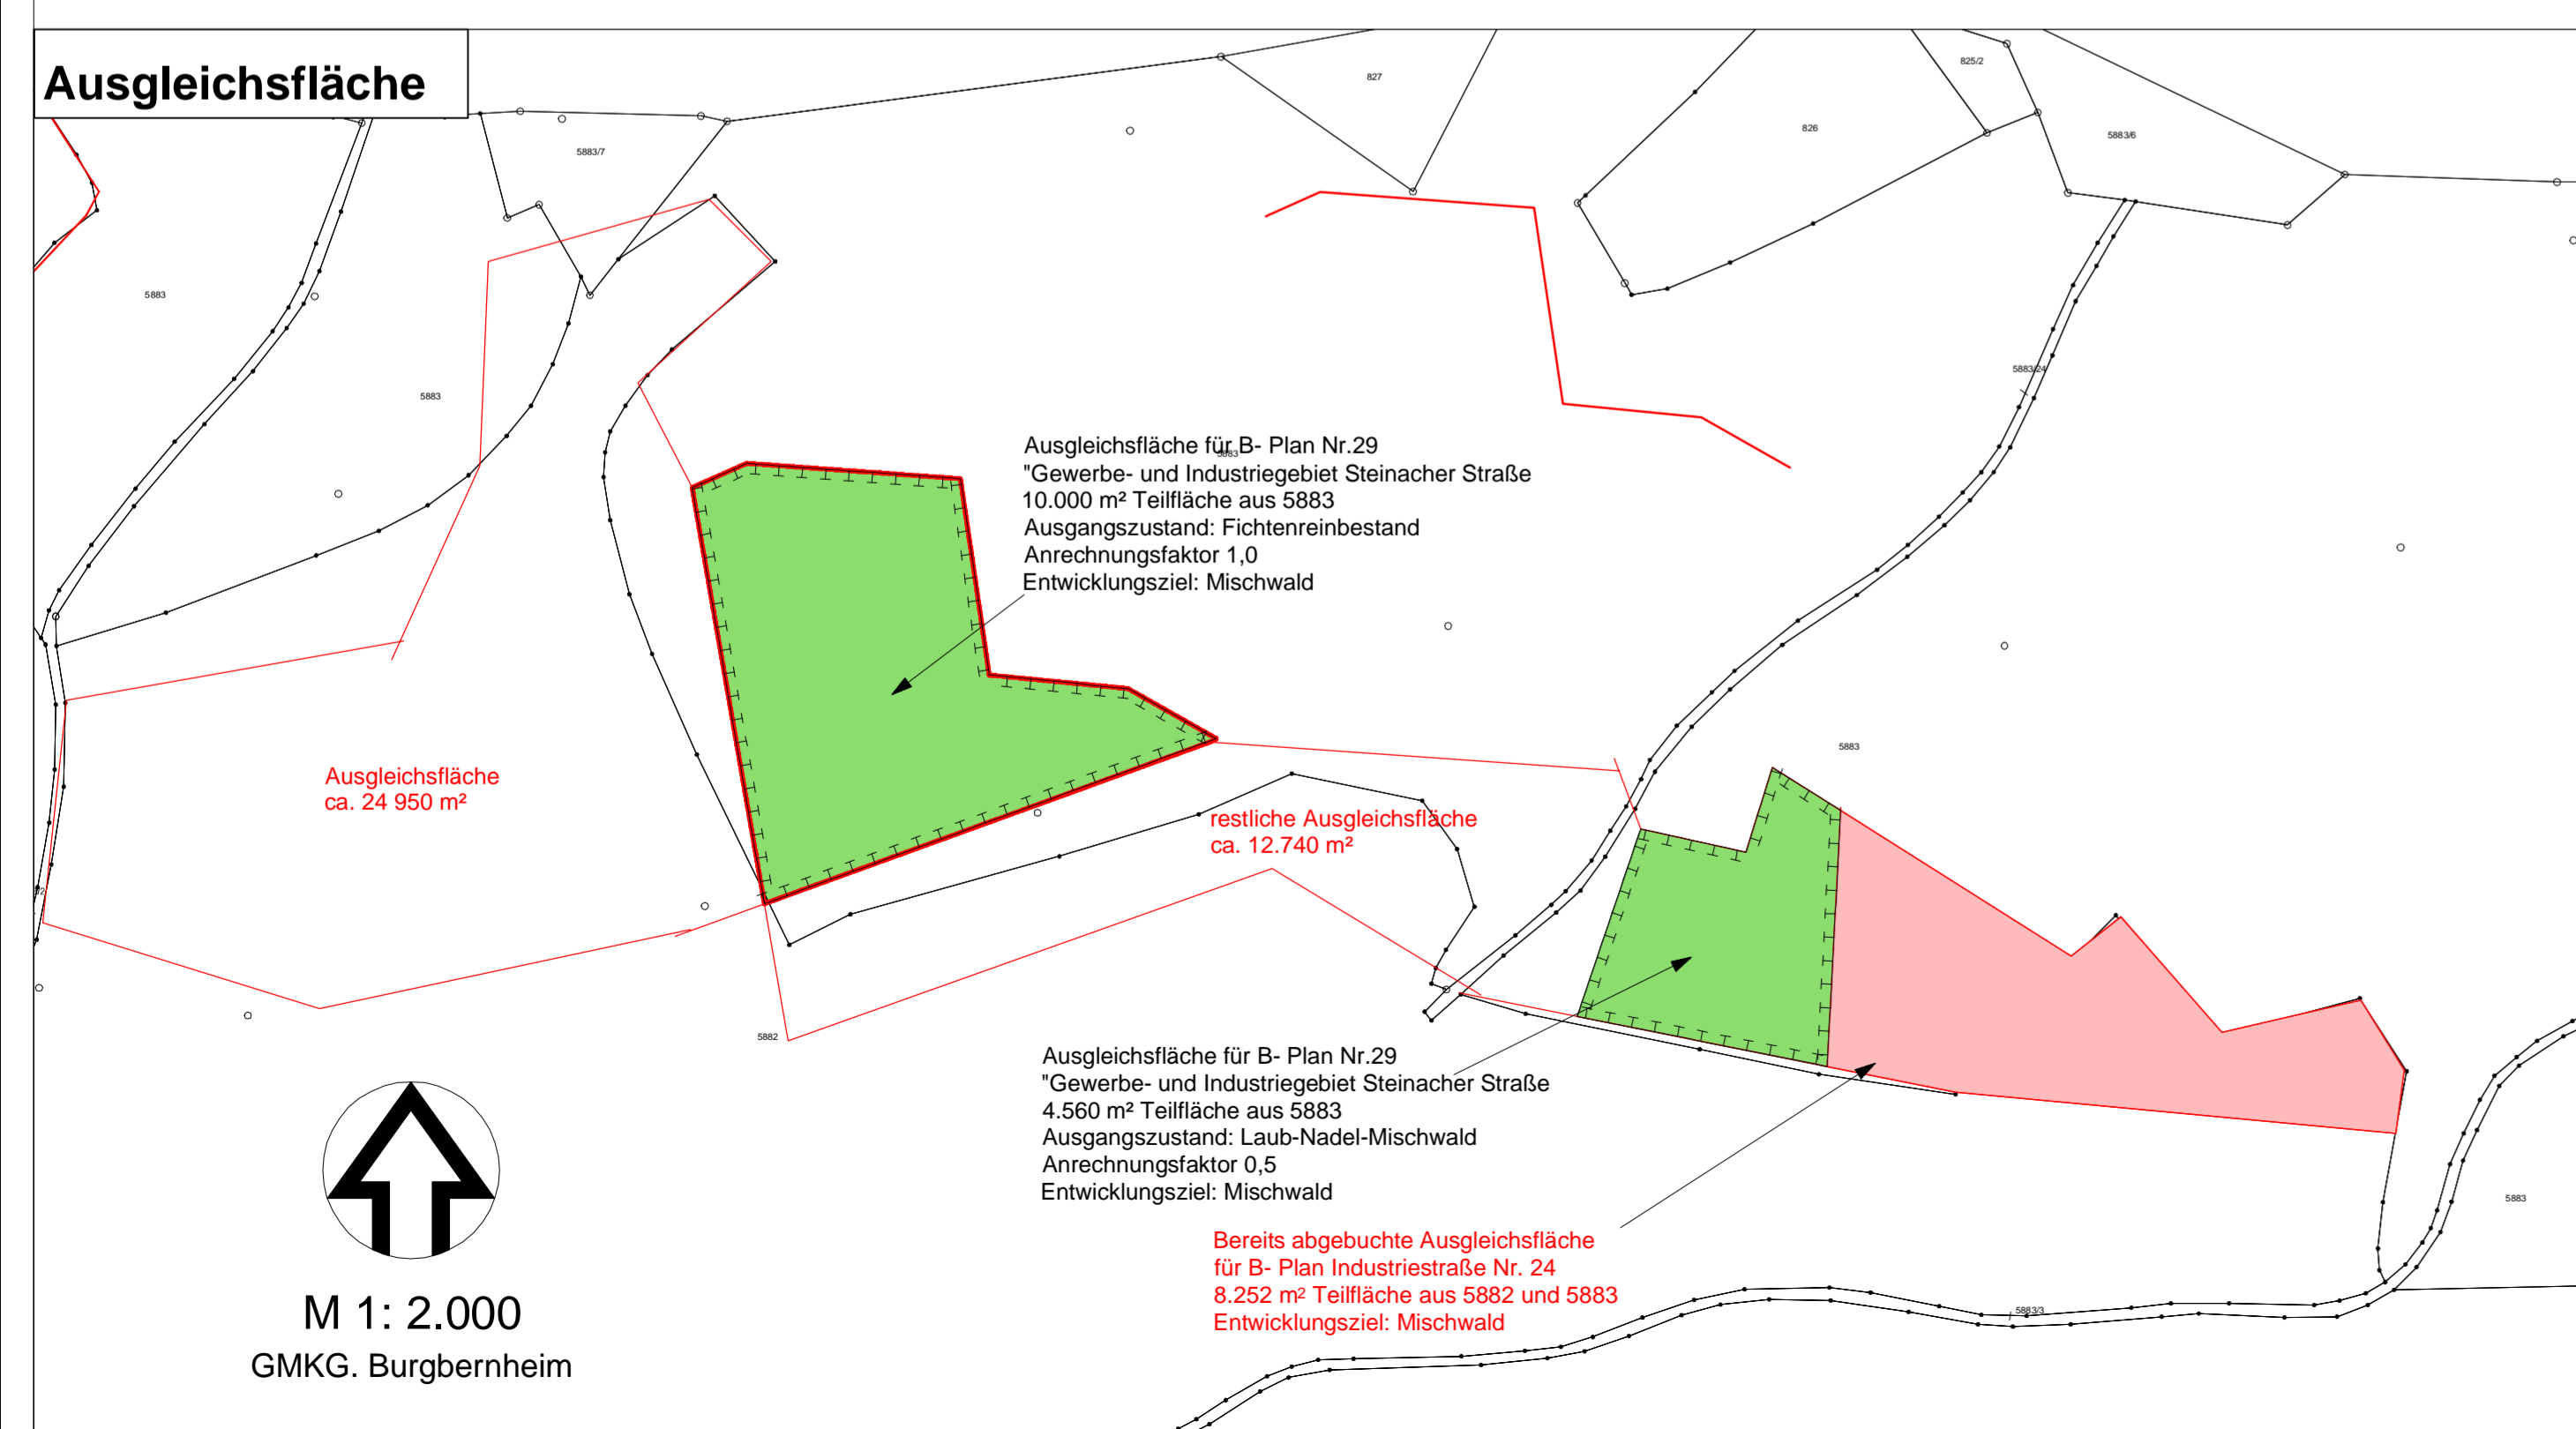 Ausgleichsfläche
827
825/2
826
5883/6
5883/7
5883
5883
5883/24
Ausgleichsfläche für B- Plan Nr.29
5883
"Gewerbe- und Industriegebiet Steinacher Straße
10.000 m² Teilfläche aus 5883
Ausgangszustand: Fichtenreinbestand
Anrechnungsfaktor 1,0
Entwicklungsziel: Mischwald
5883
Ausgleichsfläche
ca. 24 950 m²
restliche Ausgleichsfläche
ca. 12.740 m²
5882
Ausgleichsfläche für B- Plan Nr.29
"Gewerbe- und Industriegebiet Steinacher Straße
4.560 m² Teilfläche aus 5883
Ausgangszustand: Laub-Nadel-Mischwald
Anrechnungsfaktor 0,5
Entwicklungsziel: Mischwald
5883
Bereits abgebuchte Ausgleichsfläche
für B- Plan Industriestraße Nr. 24
8.252 m² Teilfläche aus 5882 und 5883
Entwicklungsziel: Mischwald
5883/3
M 1: 2.000
GMKG. Burgbernheim